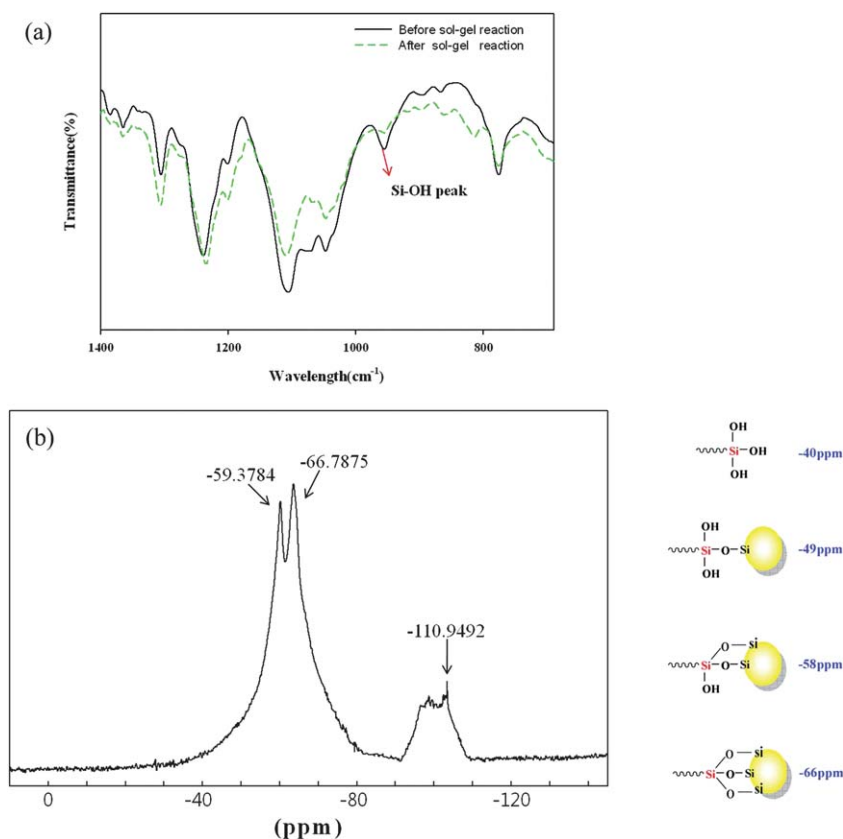 (a)
Before sol-gel reaction
After sol-gel reaction
Transmittance(%)
Si-OH peak
1400 1200 1000 800
Wavelength(cm-1)
(b)
-59.3784
-66.7875
-110.9492
0 -40 -80 -120
(ppm)
OH
Si OH
OH
-40ppm
OH
Si O Si
OH
-49ppm
O Si
Si O Si
OH
-58ppm
O Si
Si O Si
O Si
-66ppm